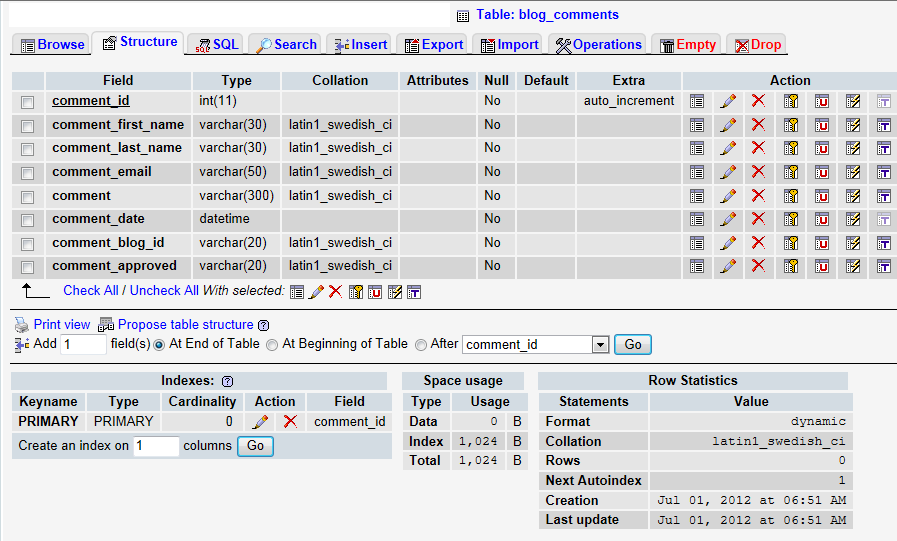 Table: blog_comments
Browse Structure SQL Search Insert Export Import Operations Empty Drop
Field Type Collation Attributes Null Default Extra Action
comment_id int(11) No auto_increment
comment_first_name varchar(30) latin1_swedish_ci No
comment_last_name varchar(30) latin1_swedish_ci No
comment_email varchar(50) latin1_swedish_ci No
comment varchar(300) latin1_swedish_ci No
comment_date datetime No
comment_blog_id varchar(20) latin1_swedish_ci No
comment_approved varchar(20) latin1_swedish_ci No
Check All / Uncheck All With selected:
Print view Propose table structure
Add 1 field(s) At End of Table At Beginning of Table After comment_id Go
Indexes:
Keyname Type Cardinality Action Field
PRIMARY PRIMARY 0 comment_id
Create an index on 1 columns Go
Space usage
Type Usage
Data 0 B
Index 1,024 B
Total 1,024 B
Row Statistics
Statements Value
Format dynamic
Collation latin1_swedish_ci
Rows 0
Next Autoindex 1
Creation Jul 01, 2012 at 06:51 AM
Last update Jul 01, 2012 at 06:51 AM